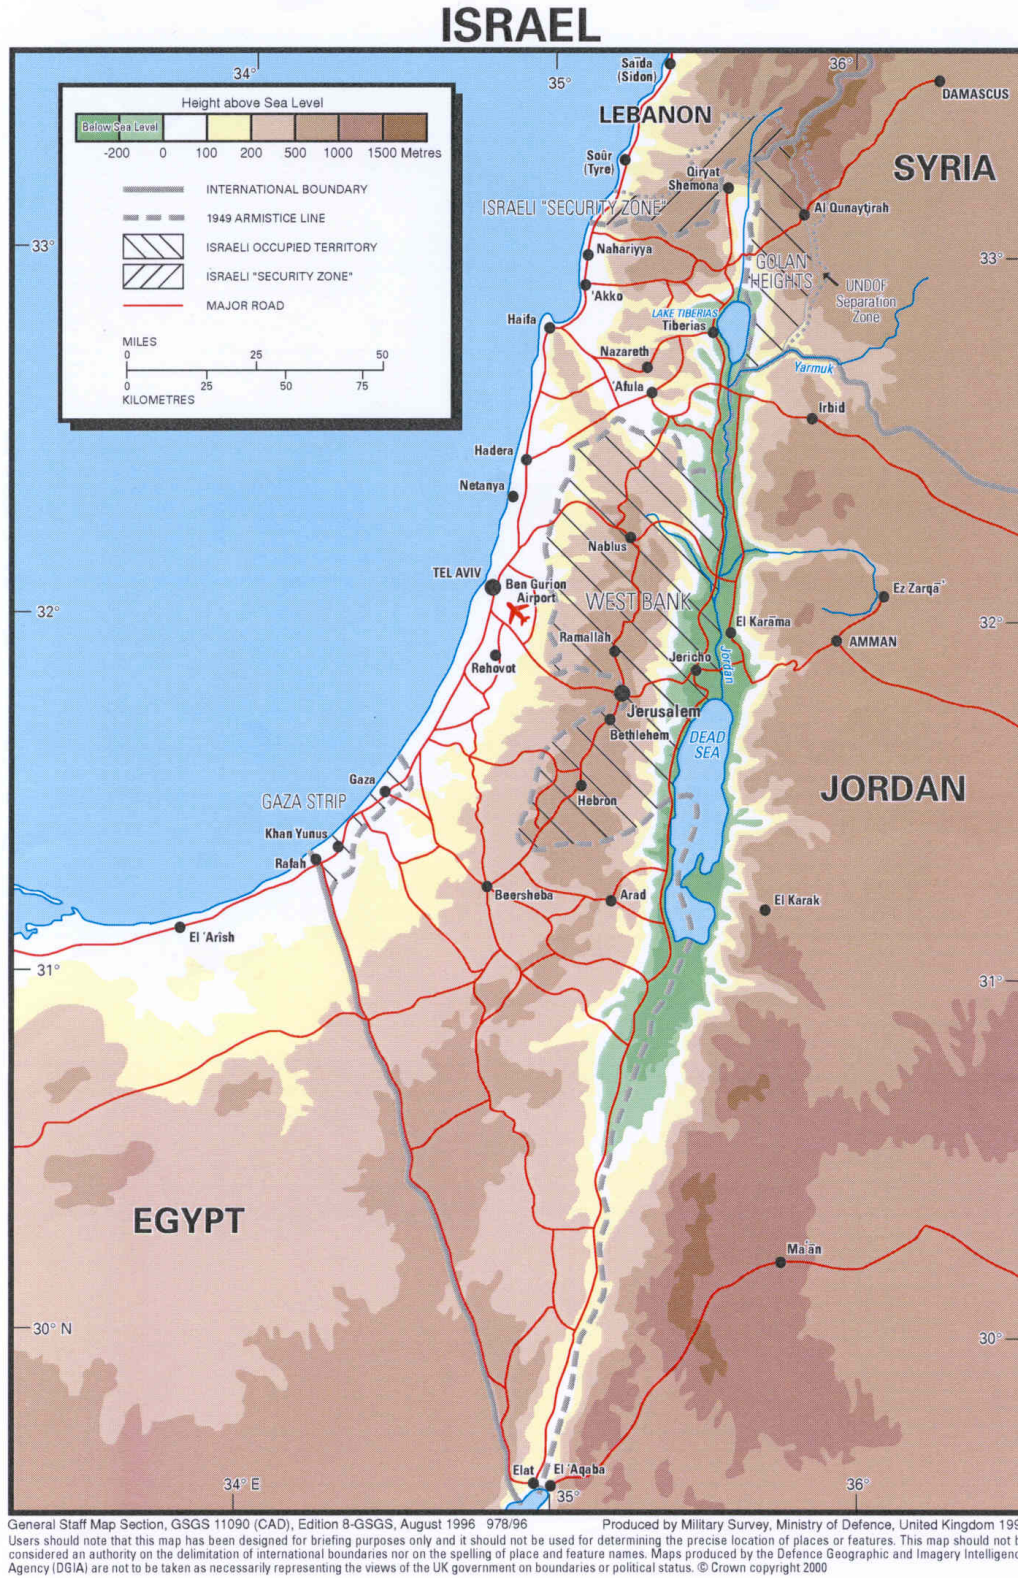 ISRAEL
34°
35°
36°
Saïda
(Sidon)
LEBANON
DAMASCUS
Height above Sea Level
Below Sea Level
-200 0 100 200 500 1000 1500 Metres
INTERNATIONAL BOUNDARY
1949 ARMISTICE LINE
ISRAELI OCCUPIED TERRITORY
ISRAELI "SECURITY ZONE"
MAJOR ROAD
MILES
0 25 50
0 25 50 75
KILOMETRES
Soûr
(Tyre)
Qiryat
Shemona
SYRIA
ISRAELI "SECURITY ZONE"
Al Qunayţirah
33°
Nahariyya
GOLAN
HEIGHTS
33°
'Akko
UNDOF
Separation
Zone
Haifa
LAKE TIBERIAS
Tiberias
Nazareth
Yarmuk
'Afula
Irbid
Hadera
Netanya
Nablus
TEL AVIV
Ben Gurion
Airport
WEST BANK
Ez Zarqā'
32°
El Karāma
32°
Ramallah
AMMAN
Rehovot
Jericho
Jordan
Jerusalem
Bethlehem
DEAD
SEA
Gaza
GAZA STRIP
Hebron
JORDAN
Khan Yunus
Rafah
Beersheba
Arad
El Karak
El 'Arīsh
31°
31°
EGYPT
Ma'ān
30° N
30°
Elat
El 'Aqaba
34° E
35°
36°
General Staff Map Section, GSGS 11090 (CAD), Edition 8-GSGS, August 1996 978/96
Produced by Military Survey, Ministry of Defence, United Kingdom 199
Users should note that this map has been designed for briefing purposes only and it should not be used for determining the precise location of places or features. This map should not b
considered an authority on the delimitation of international boundaries nor on the spelling of place and feature names. Maps produced by the Defence Geographic and Imagery Intelligenc
Agency (DGIA) are not to be taken as necessarily representing the views of the UK government on boundaries or political status. © Crown copyright 2000